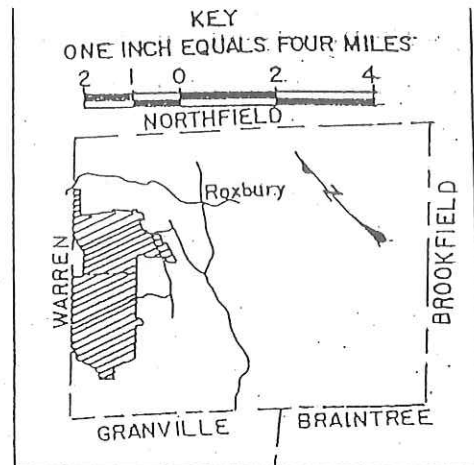 KEY
ONE INCH EQUALS FOUR MILES
2 1 0 2 4
NORTHFIELD
Roxbury
N
WARREN
BROOKFIELD
GRANVILLE
BRAINTREE